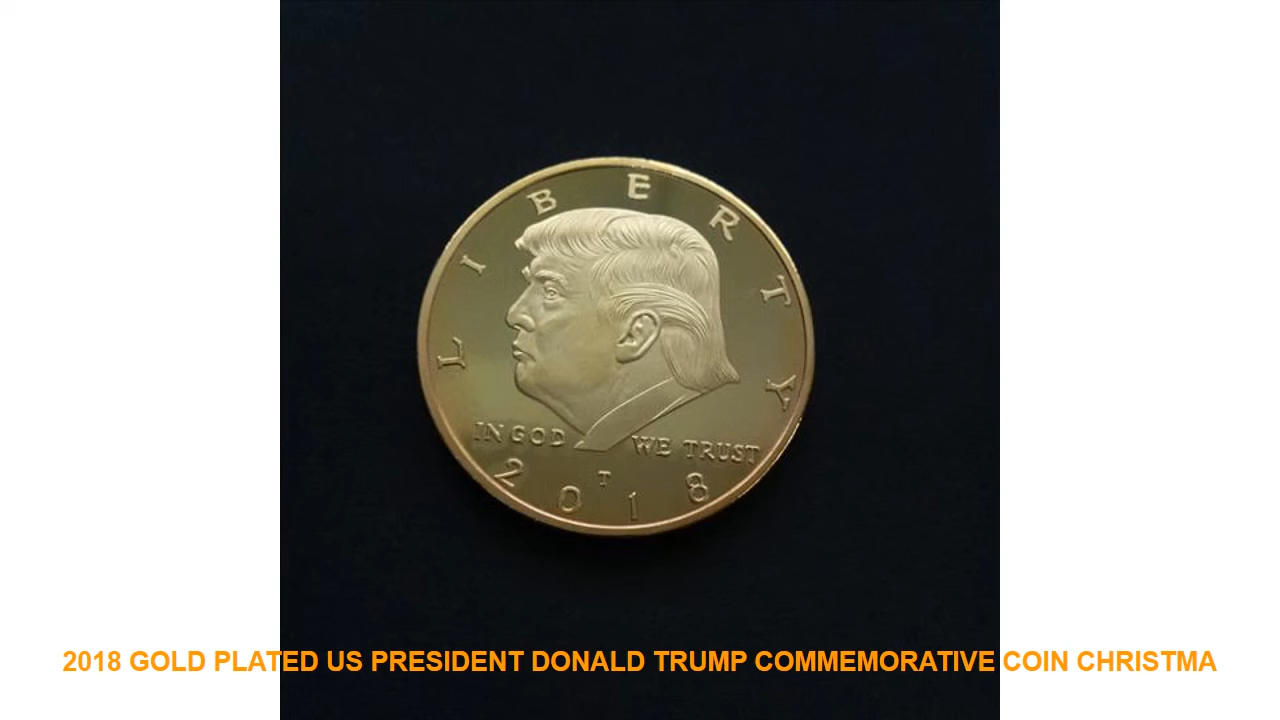 LIBERTY
IN GOD WE TRUST
T
2018
2018 GOLD PLATED US PRESIDENT DONALD TRUMP COMMEMORATIVE COIN CHRISTMA